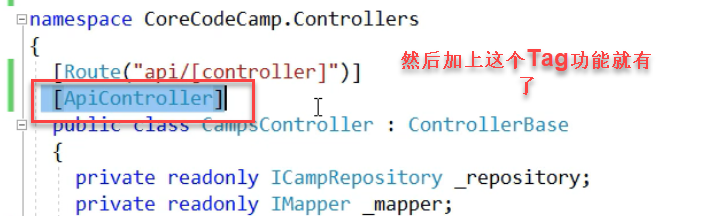 namespace CoreCodeCamp.Controllers
{
[Route("api/[controller]")]
[ApiController]
然后加上这个Tag功能就有
了
public class CampsController : ControllerBase
{
private readonly ICampRepository _repository;
private readonly IMapper _mapper;